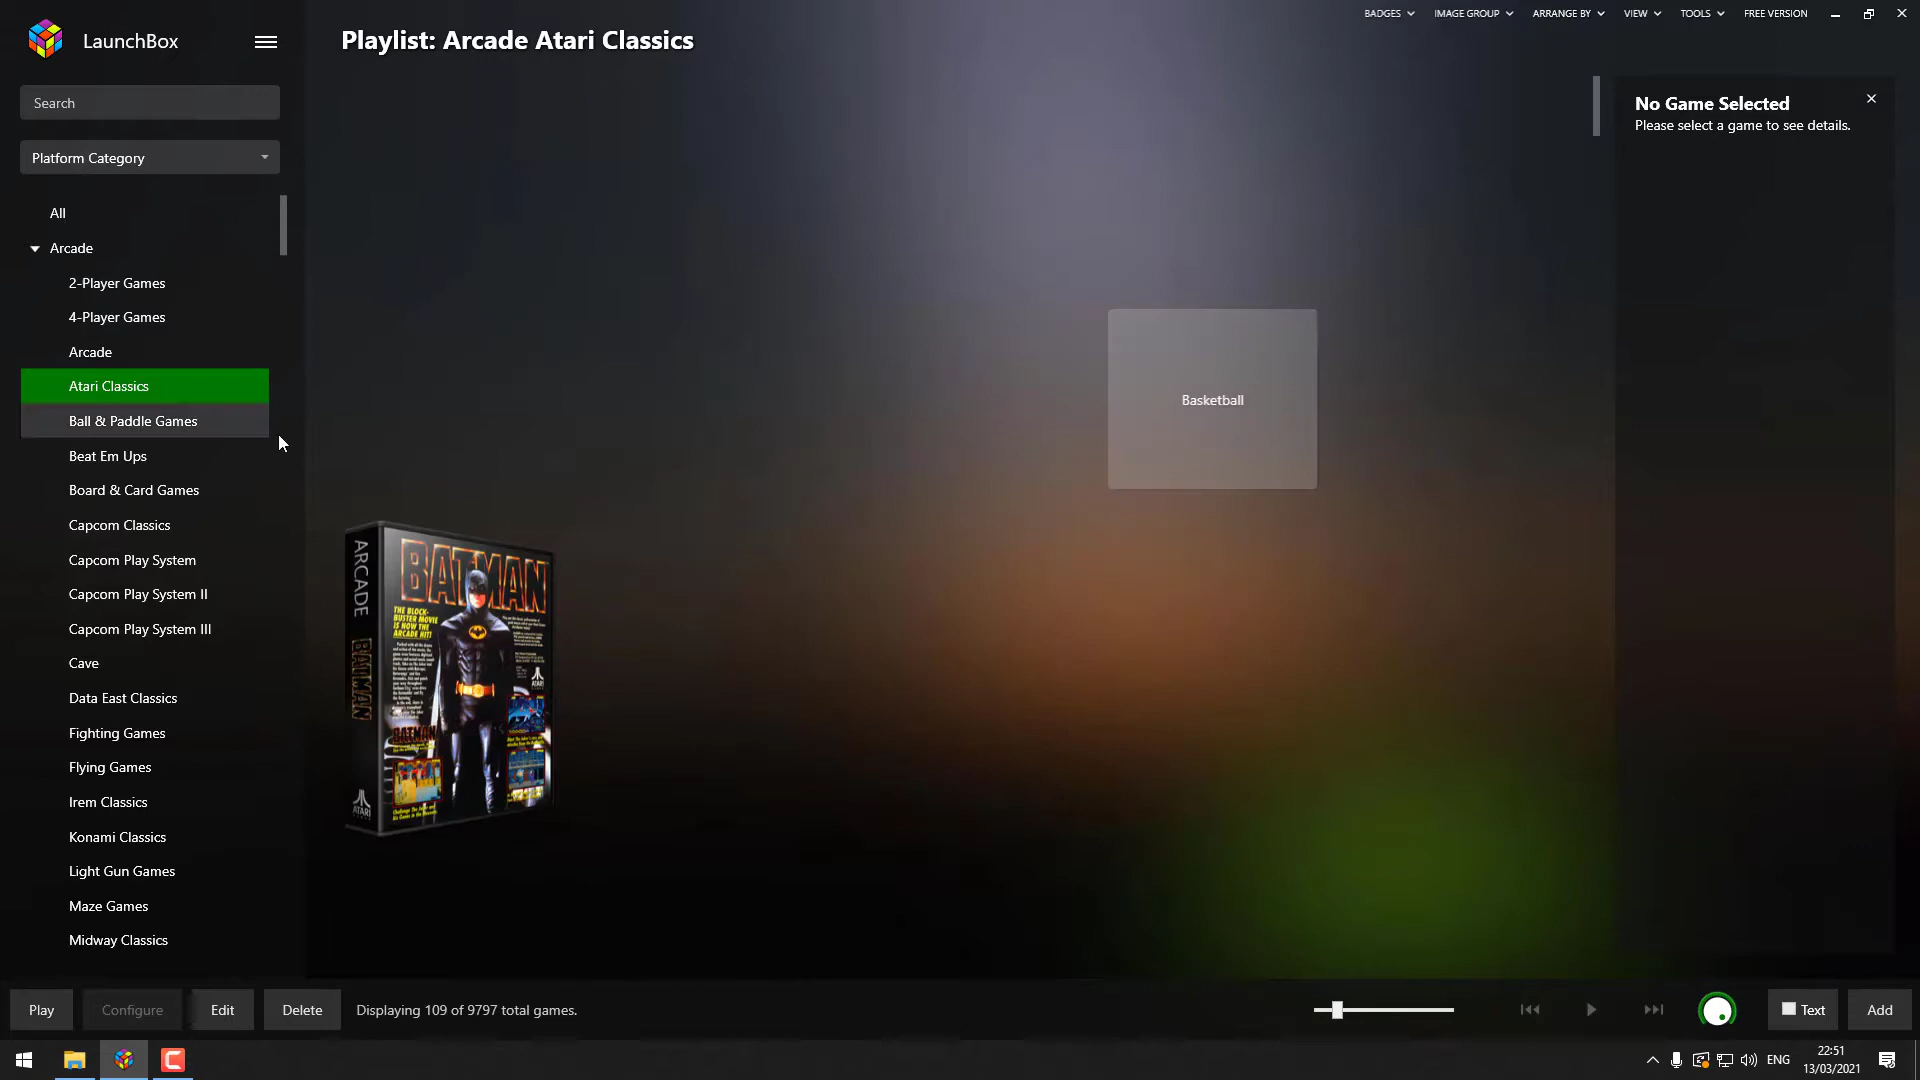 BADGES
IMAGE GROUP
ARRANGE BY
VIEW
TOOLS
FREE VERSION
LaunchBox
Playlist: Arcade Atari Classics
Search
No Game Selected
Please select a game to see details.
Platform Category
All
Arcade
2-Player Games
4-Player Games
Arcade
Atari Classics
Ball & Paddle Games
Beat Em Ups
Board & Card Games
Capcom Classics
Capcom Play System
Capcom Play System II
Capcom Play System III
Cave
Data East Classics
Fighting Games
Flying Games
Irem Classics
Konami Classics
Light Gun Games
Maze Games
Midway Classics
Basketball
ARCADE
BATMAN
ATARI
BATMAN
THE BLOCK-
BUSTER MOVIE
IS NOW THE
ARCADE HIT!
BATMAN
Play
Configure
Edit
Delete
Displaying 109 of 9797 total games.
Text
Add
ENG
22:51
13/03/2021